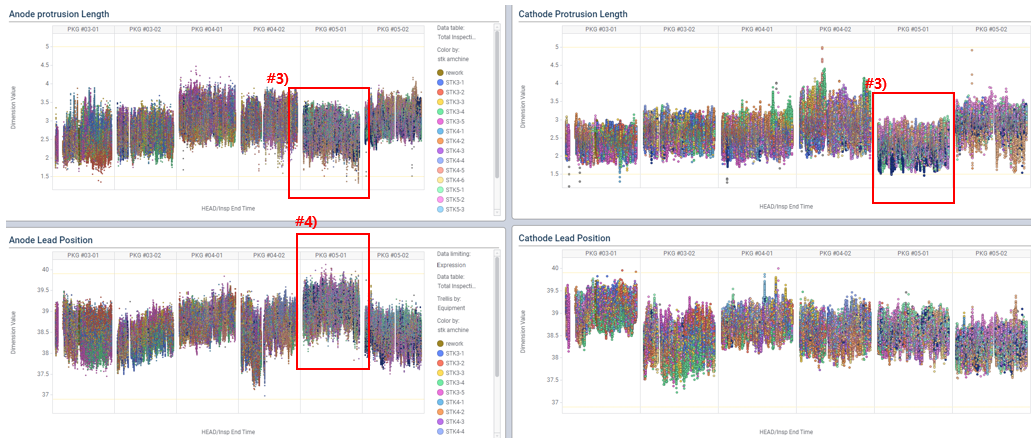 Anode protrusion Length
PKG #03-01 PKG #03-02 PKG #04-01 PKG #04-02 PKG #05-01 PKG #05-02
Dimension Value
5
4.5
4
3.5
3
2.5
2
1.5
HEAD/Insp End Time
#3)
Data table:
Total Inspecti...
Color by:
stk amchine
rework
STK3-1
STK3-2
STK3-3
STK3-4
STK3-5
STK4-1
STK4-2
STK4-3
STK4-4
STK4-5
STK4-6
STK5-1
STK5-2
STK5-3
Cathode Protrusion Length
PKG #03-01 PKG #03-02 PKG #04-01 PKG #04-02 PKG #05-01 PKG #05-02
Dimension Value
5
4.5
4
3.5
3
2.5
2
1.5
HEAD/Insp End Time
#3)
Anode Lead Position
#4)
PKG #03-01 PKG #03-02 PKG #04-01 PKG #04-02 PKG #05-01 PKG #05-02
Dimension Value
40
39.5
39
38.5
38
37.5
37
HEAD/Insp End Time
Data limiting:
Expression
Data table:
Total Inspecti...
Trellis by:
Equipment
Color by:
stk amchine
rework
STK3-1
STK3-2
STK3-3
STK3-4
STK3-5
STK4-1
STK4-2
STK4-3
STK4-4
Cathode Lead Position
PKG #03-01 PKG #03-02 PKG #04-01 PKG #04-02 PKG #05-01 PKG #05-02
Dimension Value
40
39.5
39
38.5
38
37.5
37
HEAD/Insp End Time